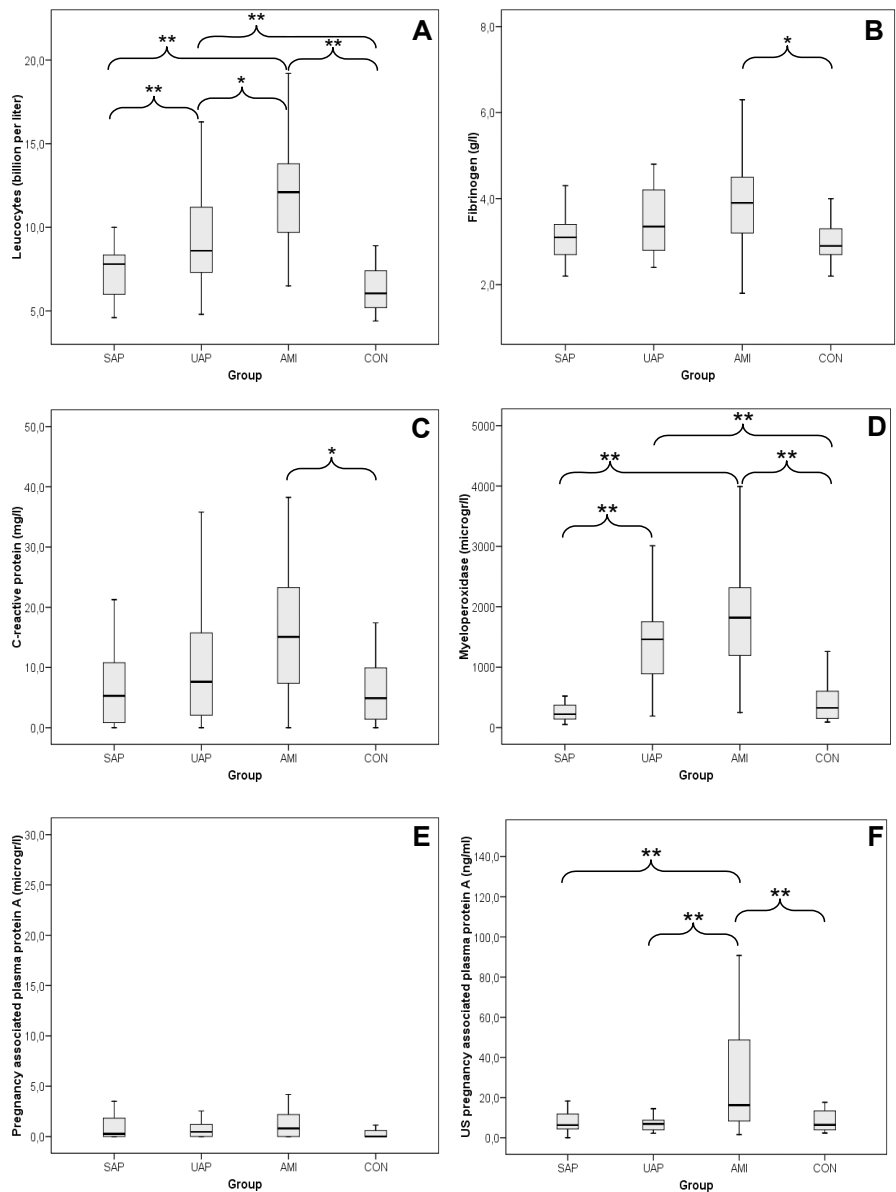 A
**
**
**
**
*
20,0
15,0
10,0
5,0
Leucocytes (billion per liter)
SAP UAP AMI CON
Group
B
*
8,0
6,0
4,0
2,0
Fibrinogen (g/l)
SAP UAP AMI CON
Group
C
*
50,0
40,0
30,0
20,0
10,0
0,0
C-reactive protein (mg/l)
SAP UAP AMI CON
Group
D
**
**
**
**
5000
4000
3000
2000
1000
0
Myeloperoxidase (microgr/l)
SAP UAP AMI CON
Group
E
30,0
25,0
20,0
15,0
10,0
5,0
0,0
Pregnancy associated plasma protein A (microgr/l)
SAP UAP AMI CON
Group
F
**
**
**
140,0
120,0
100,0
80,0
60,0
40,0
20,0
0,0
US pregnancy associated plasma protein A (ng/ml)
SAP UAP AMI CON
Group